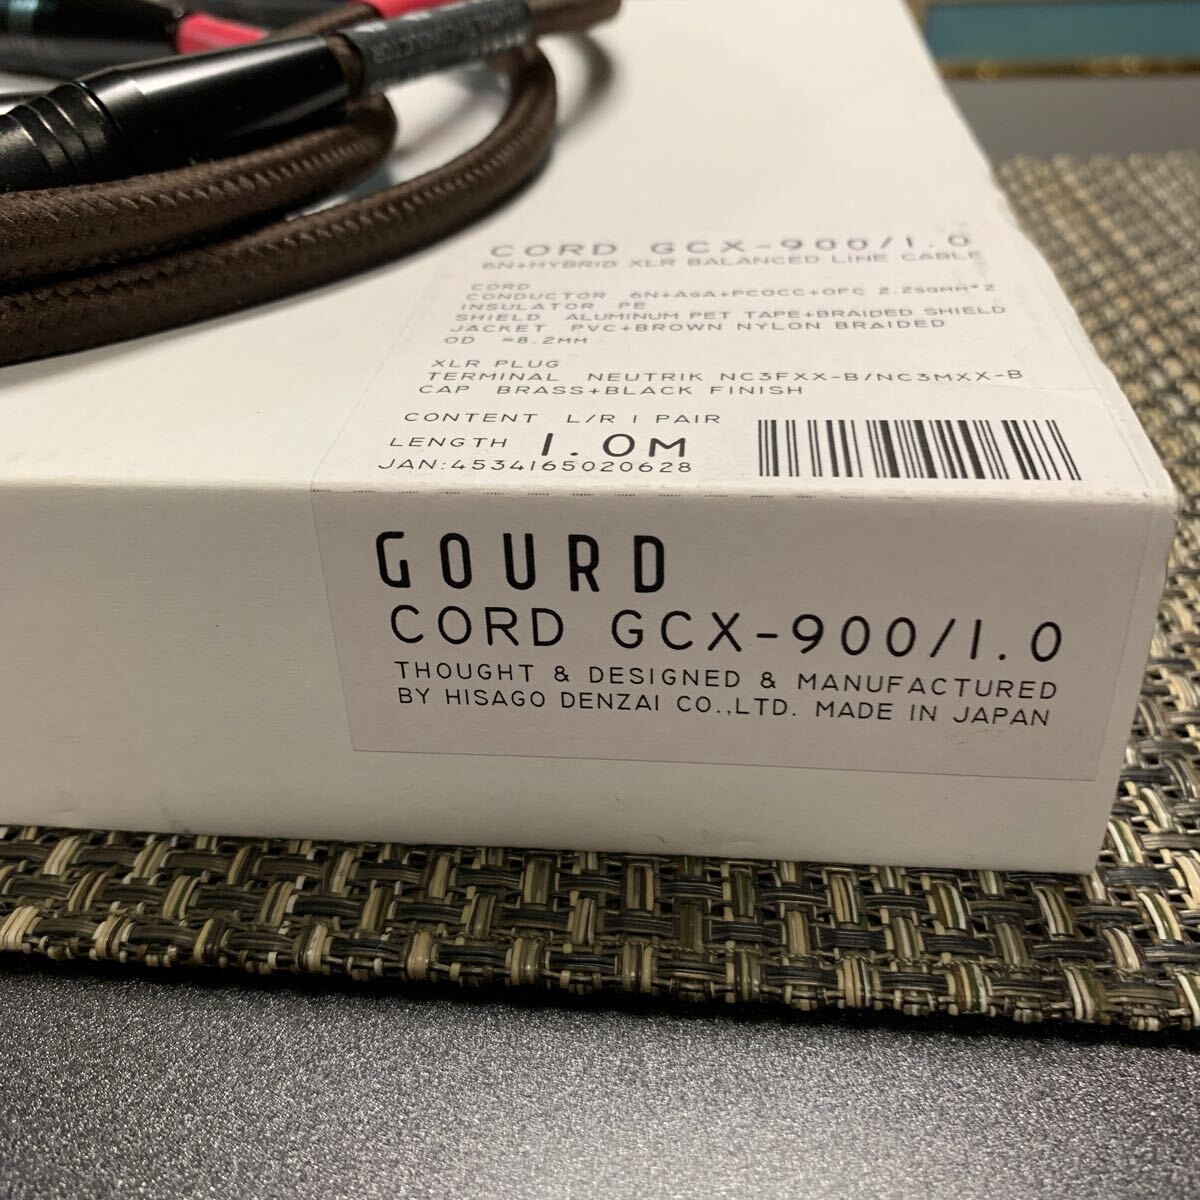 CORD GCX-900/1.0
6N+HYBRID XLR BALANCED LINE CABLE
CORD
CONDUCTOR 6N+AGA+PCOCC+OFC 2.2SQMM*2
INSULATOR PE
SHIELD ALUMINUM PET TAPE+BRAIDED SHIELD
JACKET PVC+BROWN NYLON BRAIDED
OD ≈8.2MM
XLR PLUG
TERMINAL NEUTRIK NC3FXX-B/NC3MXX-B
CAP BRASS+BLACK FINISH
CONTENT L/R 1 PAIR
LENGTH 1.0M
JAN:4534165020628
GOURD
CORD GCX-900/1.0
THOUGHT & DESIGNED & MANUFACTURED
BY HISAGO DENZAI CO.,LTD. MADE IN JAPAN